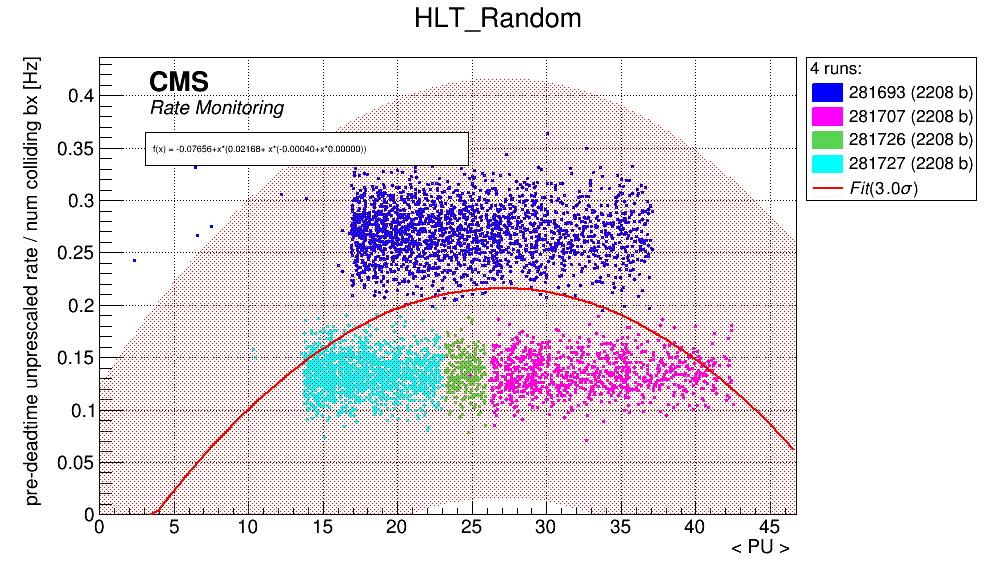 HLT_Random
pre-deadtime unprescaled rate / num colliding bx [Hz]
CMS
Rate Monitoring
f(x) = -0.07656+x*(0.02168+ x*(-0.00040+x*0.00000))
0.4
0.35
0.3
0.25
0.2
0.15
0.1
0.05
0
0 5 10 15 20 25 30 35 40 45
< PU >
4 runs:
281693 (2208 b)
281707 (2208 b)
281726 (2208 b)
281727 (2208 b)
Fit(3.0σ)